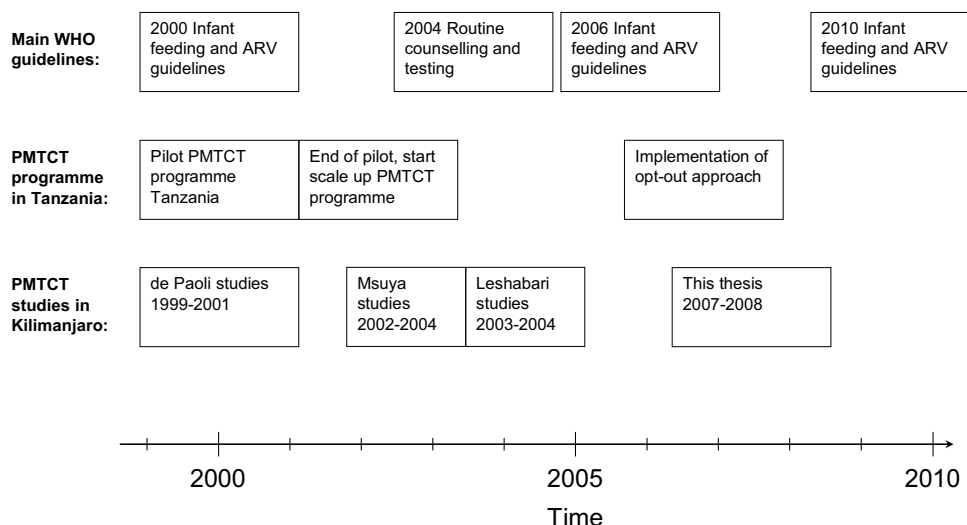 Main WHO
guidelines:
2000 Infant
feeding and ARV
guidelines
2004 Routine
counselling and
testing
2006 Infant
feeding and ARV
guidelines
2010 Infant
feeding and ARV
guidelines
PMTCT
programme
in Tanzania:
Pilot PMTCT
programme
Tanzania
End of pilot, start
scale up PMTCT
programme
Implementation of
opt-out approach
PMTCT
studies in
Kilimanjaro:
de Paoli studies
1999-2001
Msuya
studies
2002-2004
Leshabari
studies
2003-2004
This thesis
2007-2008
2000
2005
2010
Time